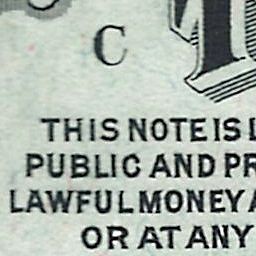 C
THIS NOTE IS L
PUBLIC AND PR
LAWFUL MONEY A
OR AT ANY